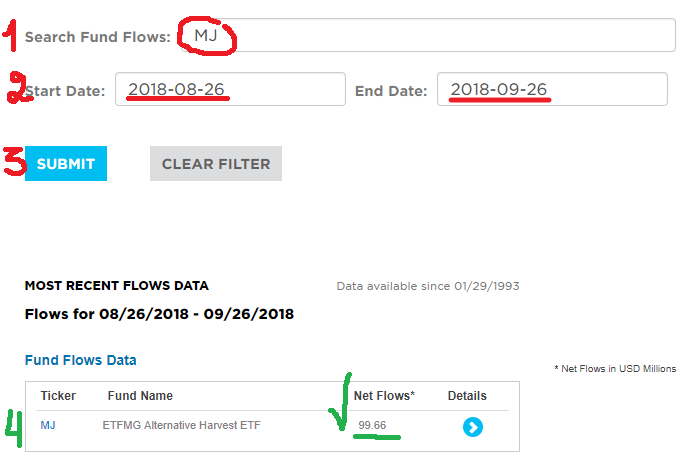 1 Search Fund Flows: MJ
2 Start Date: 2018-08-26 End Date: 2018-09-26
3 SUBMIT CLEAR FILTER
MOST RECENT FLOWS DATA Data available since 01/29/1993
Flows for 08/26/2018 - 09/26/2018
Fund Flows Data
* Net Flows in USD Millions
Ticker Fund Name Net Flows* Details
4 MJ ETFMG Alternative Harvest ETF 99.66